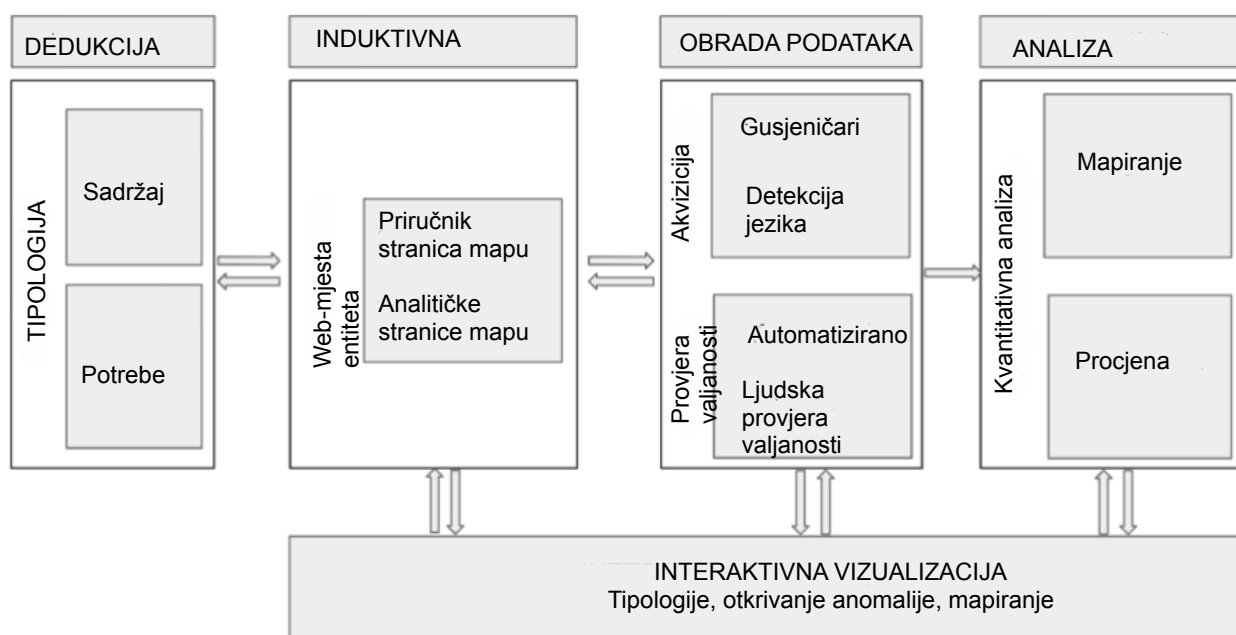 DEDUKCIJA
INDUKTIVNA
OBRADA PODATAKA
ANALIZA
TIPOLOGIJA
Sadržaj
Potrebe
Web-mjesta
entiteta
Priručnik
stranica mapu
Analitičke
stranice mapu
Akvizicija
Gusjeničari
Detekcija
jezika
Provjera
valjanosti
Automatizirano
Ljudska
provjera
valjanosti
Kvantitativna analiza
Mapiranje
Procjena
INTERAKTIVNA VIZUALIZACIJA
Tipologije, otkrivanje anomalije, mapiranje